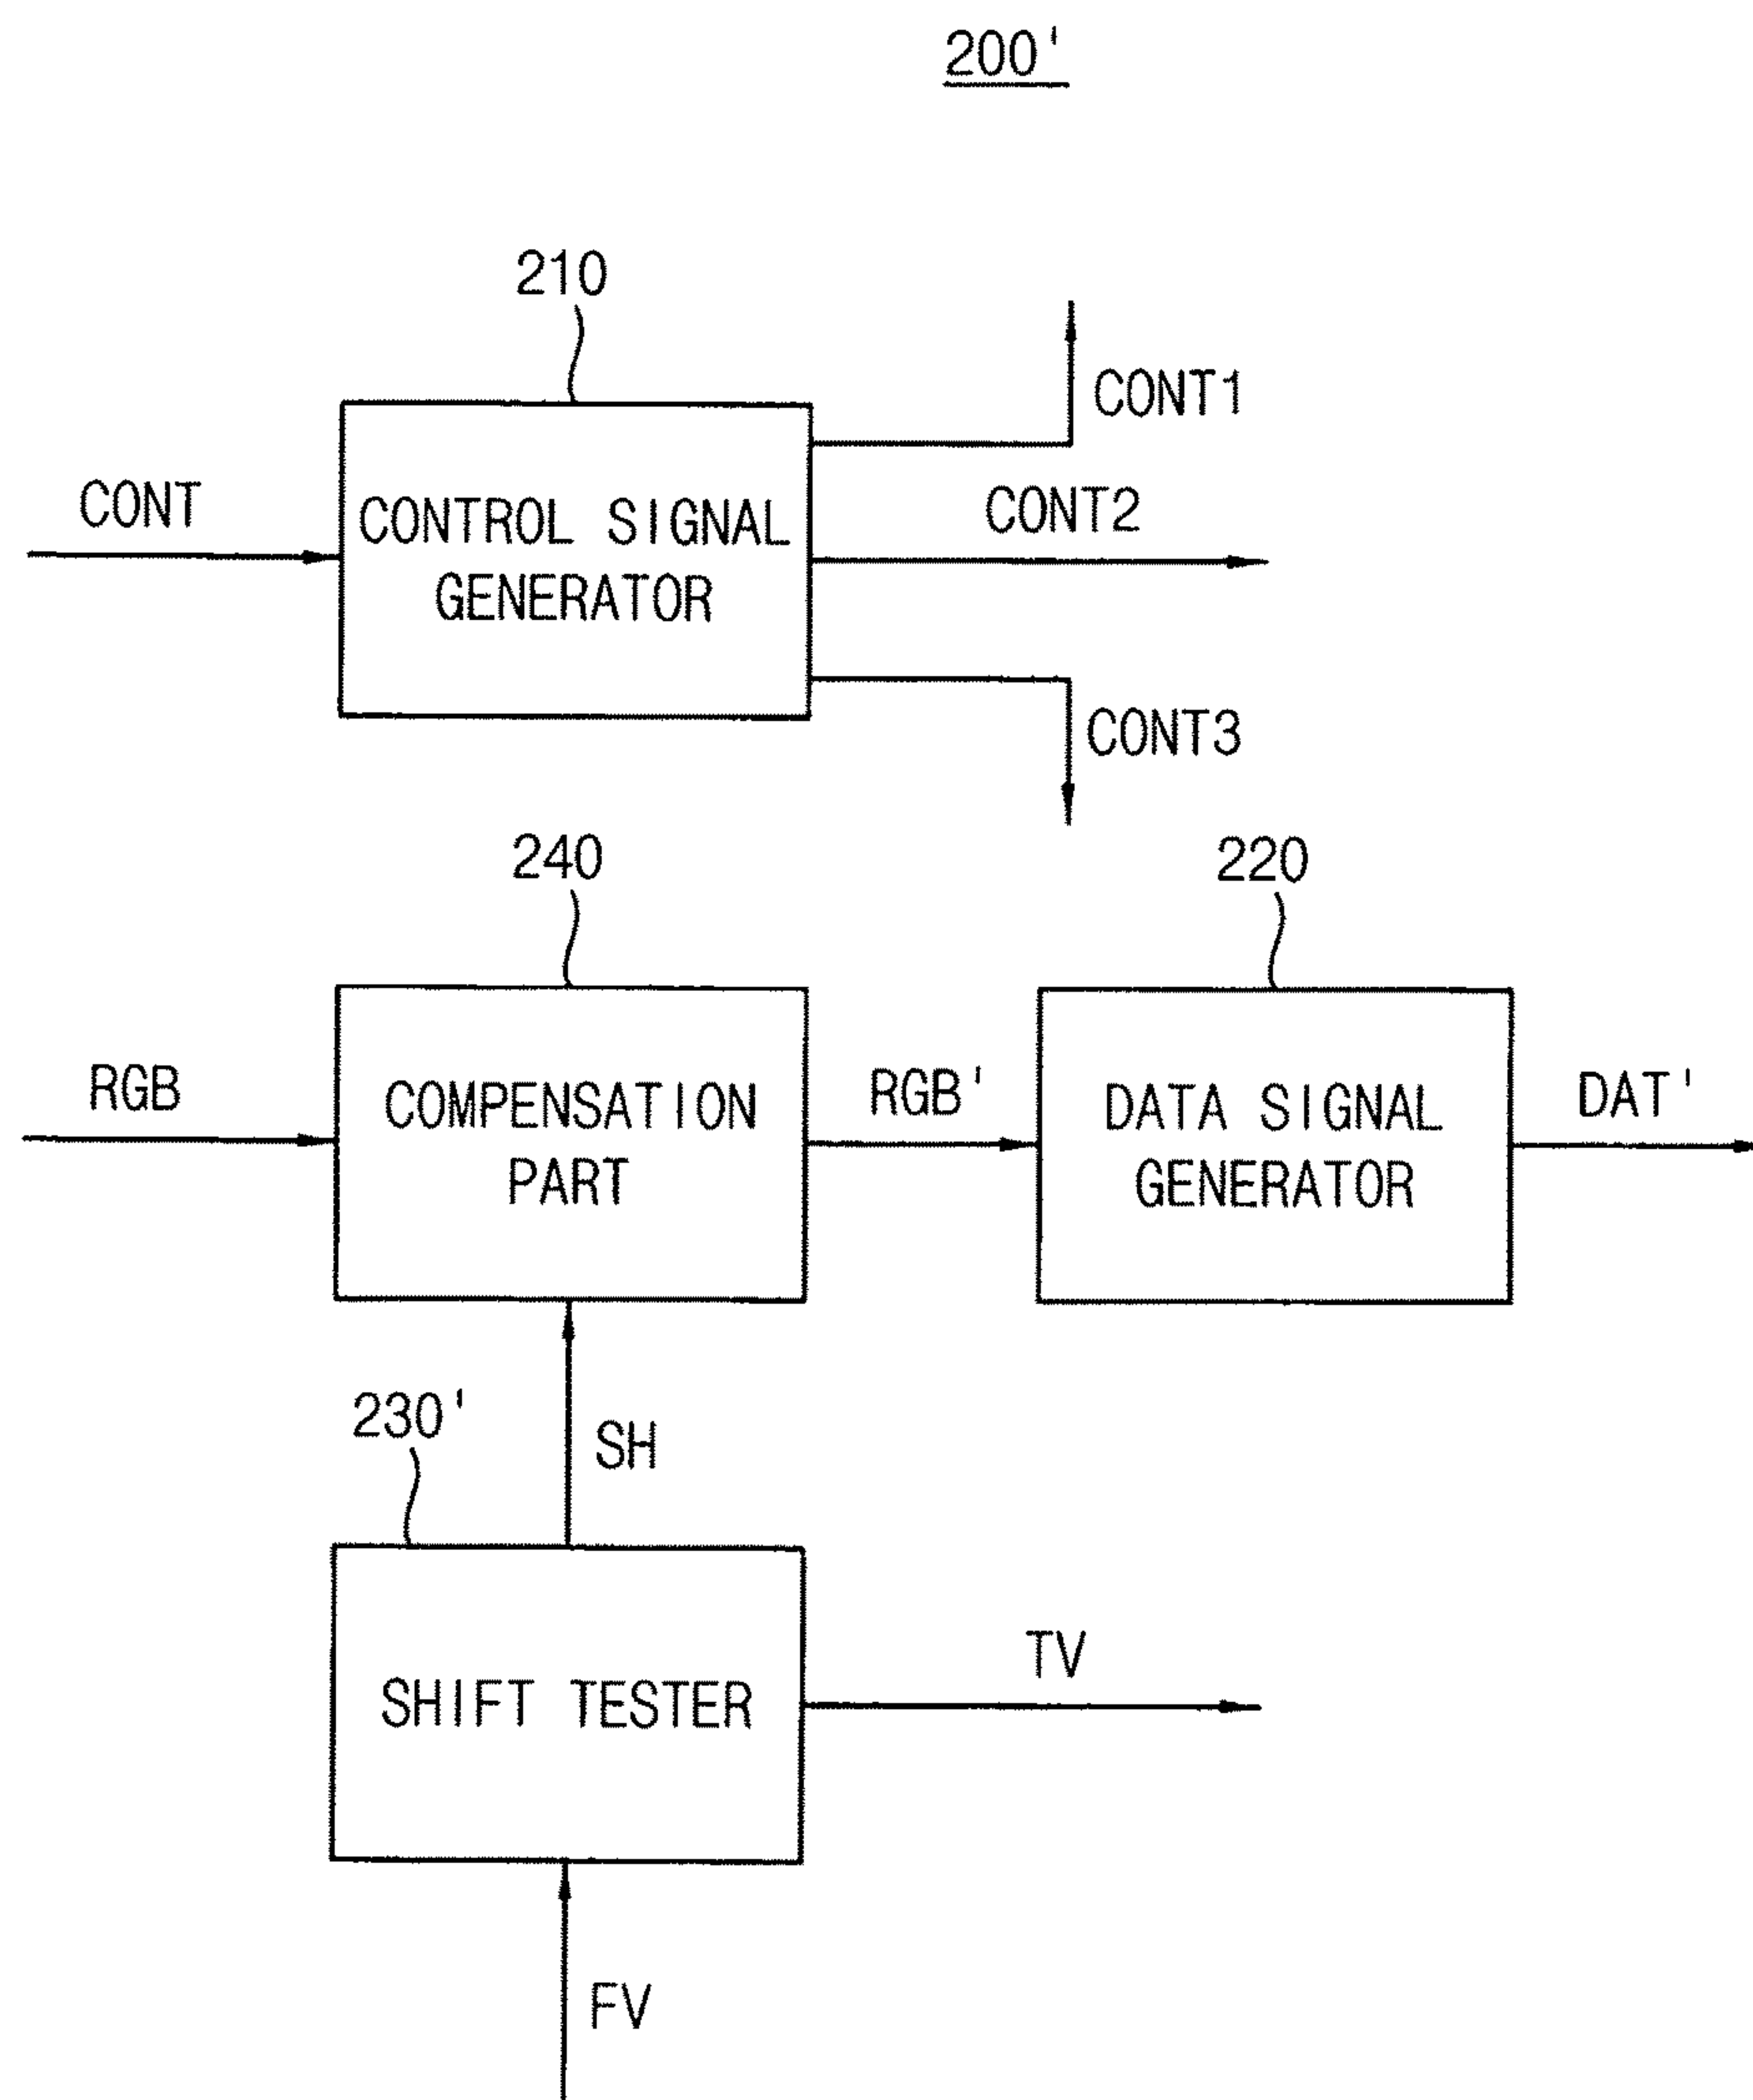 200'
210
CONT1
CONT
CONTROL SIGNAL
GENERATOR
CONT2
CONT3
240
220
RGB
COMPENSATION
PART
RGB'
DATA SIGNAL
GENERATOR
DAT'
230'
SH
SHIFT TESTER
TV
FV